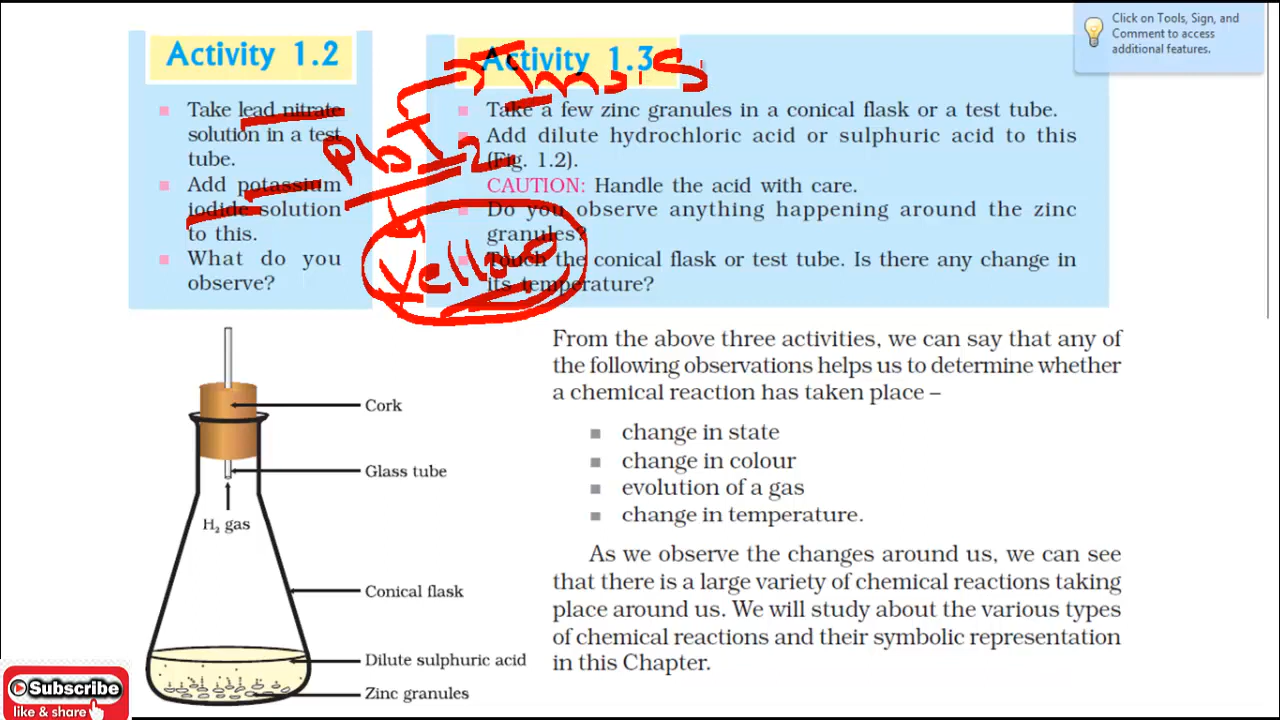 Click on Tools, Sign, and
Comment to access
additional features.
Activity 1.2
Take lead nitrate
solution in a test
tube.
Add potassium
iodide solution
to this.
What do you
observe?
Activity 1.3
Take a few zinc granules in a conical flask or a test tube.
Add dilute hydrochloric acid or sulphuric acid to this
(Fig. 1.2).
CAUTION: Handle the acid with care.
Do you observe anything happening around the zinc
granules?
Touch the conical flask or test tube. Is there any change in
its temperature?
PbI2
Yellow
Cork
Glass tube
H2 gas
Conical flask
Dilute sulphuric acid
Zinc granules
From the above three activities, we can say that any of
the following observations helps us to determine whether
a chemical reaction has taken place –
change in state
change in colour
evolution of a gas
change in temperature.
As we observe the changes around us, we can see
that there is a large variety of chemical reactions taking
place around us. We will study about the various types
of chemical reactions and their symbolic representation
in this Chapter.
Subscribe
like & share